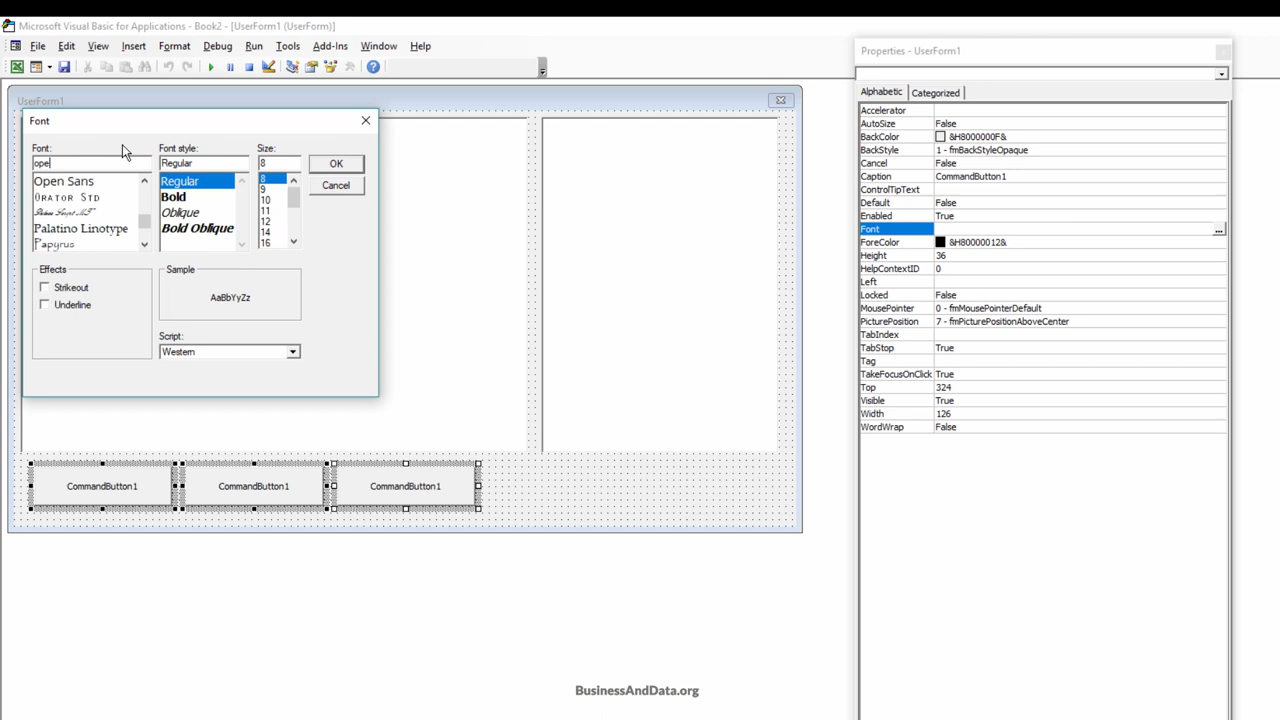 Microsoft Visual Basic for Applications - Book2 - [UserForm1 (UserForm)]
File Edit View Insert Format Debug Run Tools Add-Ins Window Help
UserForm1
Font
Font:
Font style:
Size:
ope
Regular
8
OK
Cancel
Open Sans
Orator Std
Palace Script MT
Palatino Linotype
Papyrus
Regular
Bold
Oblique
Bold Oblique
8
9
10
11
12
14
16
Effects
Strikeout
Underline
Sample
AaBbYyZz
Script:
Western
CommandButton1 CommandButton1 CommandButton1
Properties - UserForm1
Alphabetic Categorized
Accelerator
AutoSize False
BackColor &H8000000F&
BackStyle 1 - fmBackStyleOpaque
Cancel False
Caption CommandButton1
ControlTipText
Default False
Enabled True
Font ...
ForeColor &H80000012&
Height 36
HelpContextID 0
Left
Locked False
MousePointer 0 - fmMousePointerDefault
PicturePosition 7 - fmPicturePositionAboveCenter
TabIndex
TabStop True
Tag
TakeFocusOnClick True
Top 324
Visible True
Width 126
WordWrap False
BusinessAndData.org